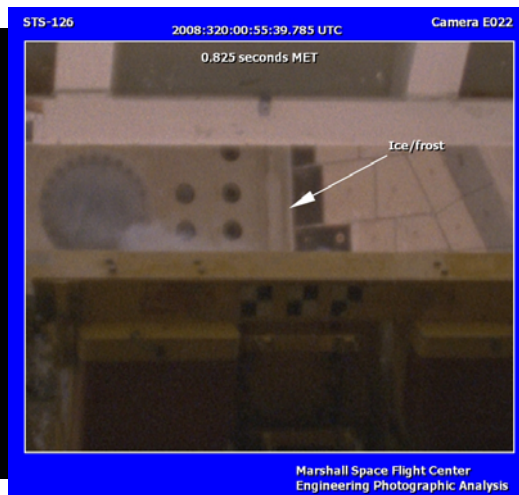 STS-126
2008:320:00:55:39.785 UTC
Camera E022
0.825 seconds MET
Ice/frost
Marshall Space Flight Center
Engineering Photographic Analysis